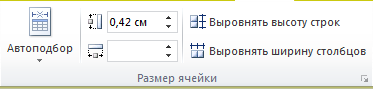 0,42 см
Выровнять высоту строк
Автоподбор
Выровнять ширину столбцов
Размер ячейки